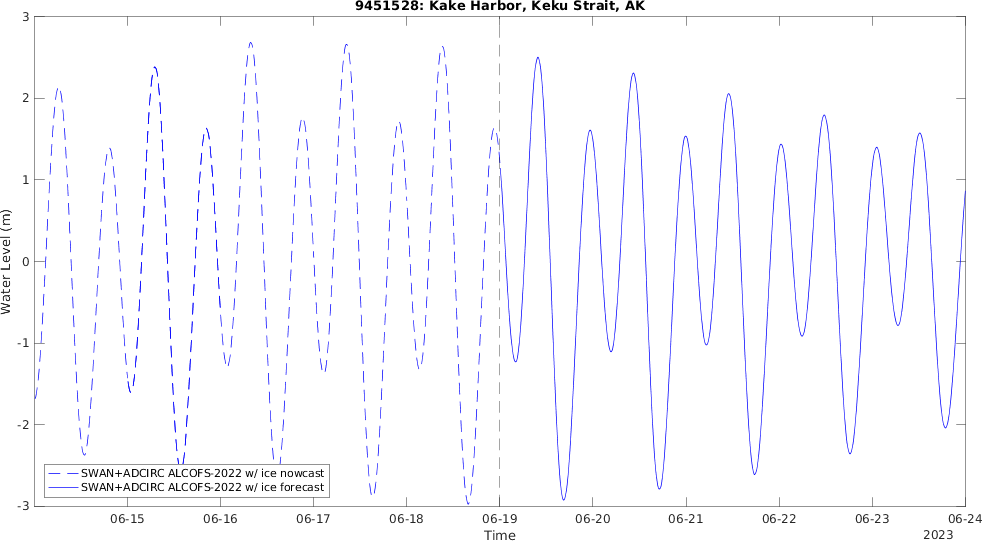 9451528: Kake Harbor, Keku Strait, AK
3
2
1
0
-1
-2
-3
Water Level (m)
SWAN+ADCIRC ALCOFS-2022 w/ ice nowcast
SWAN+ADCIRC ALCOFS-2022 w/ ice forecast
06-15 06-16 06-17 06-18 06-19 06-20 06-21 06-22 06-23 06-24
Time
2023